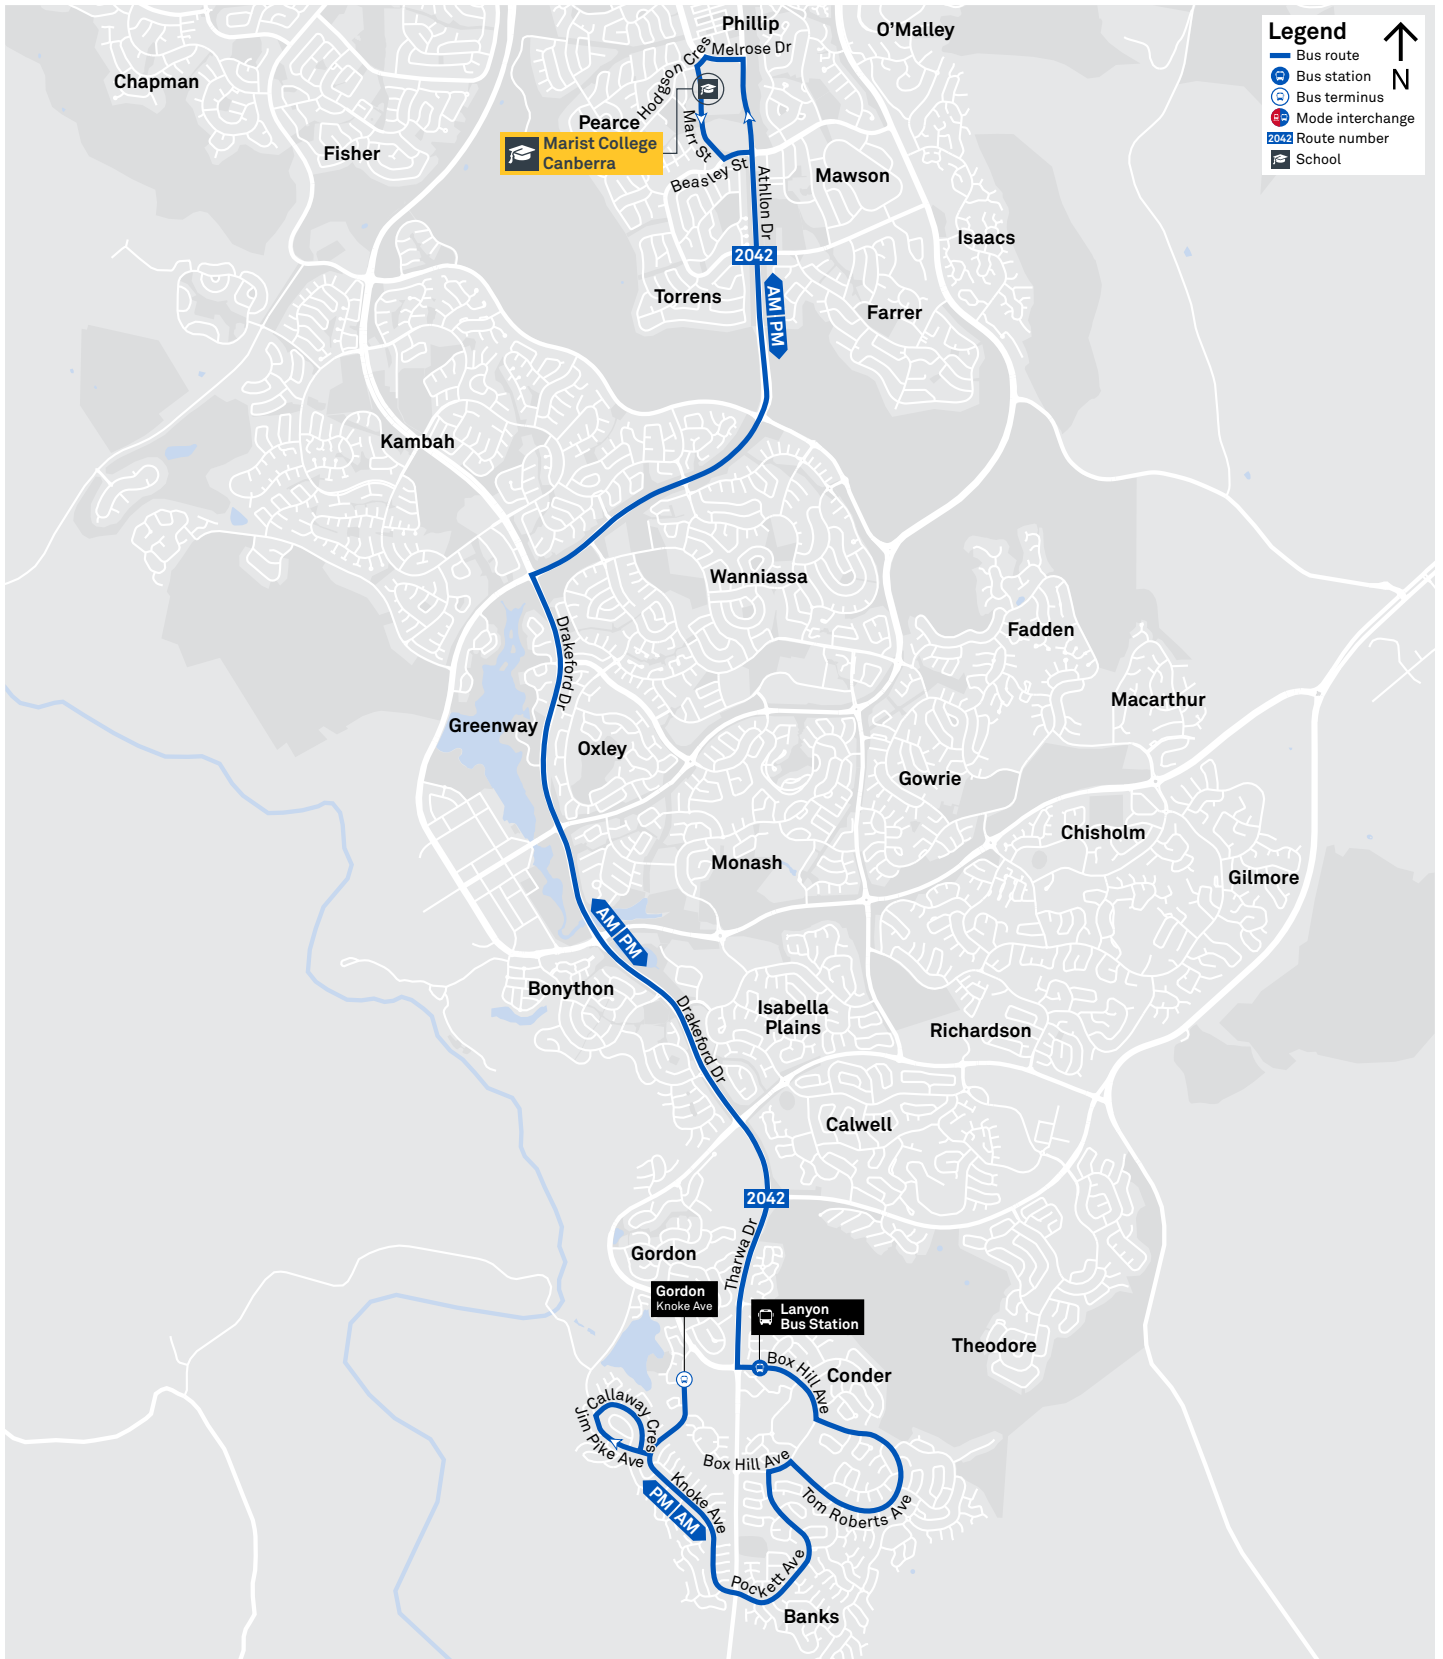 Phillip
O'Malley
Legend
Bus route
Bus station
Bus terminus
Mode interchange
2042 Route number
School
N
Melrose Dr
Hodgson Cres
Chapman
Pearce
Marist College
Canberra
Marr St
Fisher
Beasley St
Athllon Dr
Mawson
Isaacs
2042
Torrens
AM PM
Farrer
Kambah
Wanniassa
Drakeford Dr
Fadden
Macarthur
Greenway
Oxley
Gowrie
Chisholm
Monash
Gilmore
AM PM
Bonython
Drakeford Dr
Isabella
Plains
Richardson
Calwell
2042
Tharwa Dr
Gordon
Gordon
Knoke Ave
Lanyon
Bus Station
Theodore
Box Hill Ave
Conder
Callaway Cres
Jim Pike Ave
Box Hill Ave
Knoke Ave
PM AM
Tom Roberts Ave
Pockett Ave
Banks